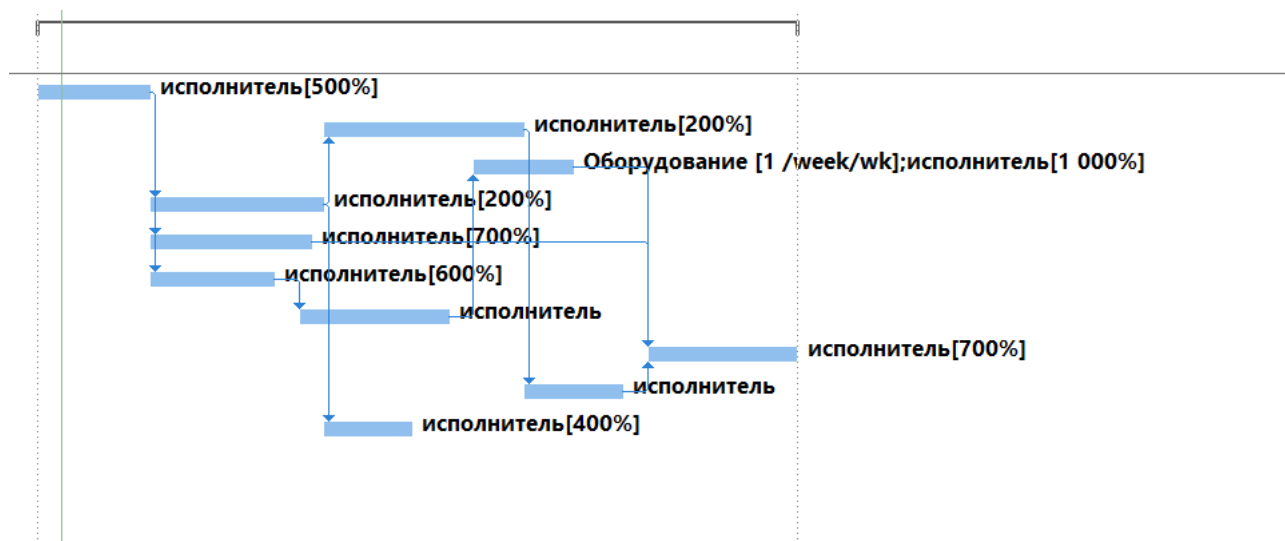 исполнитель[500%]
исполнитель[200%]
Оборудование [1 /week/wk];исполнитель[1 000%]
исполнитель[200%]
исполнитель[700%]
исполнитель[600%]
исполнитель
исполнитель[700%]
исполнитель
исполнитель[400%]